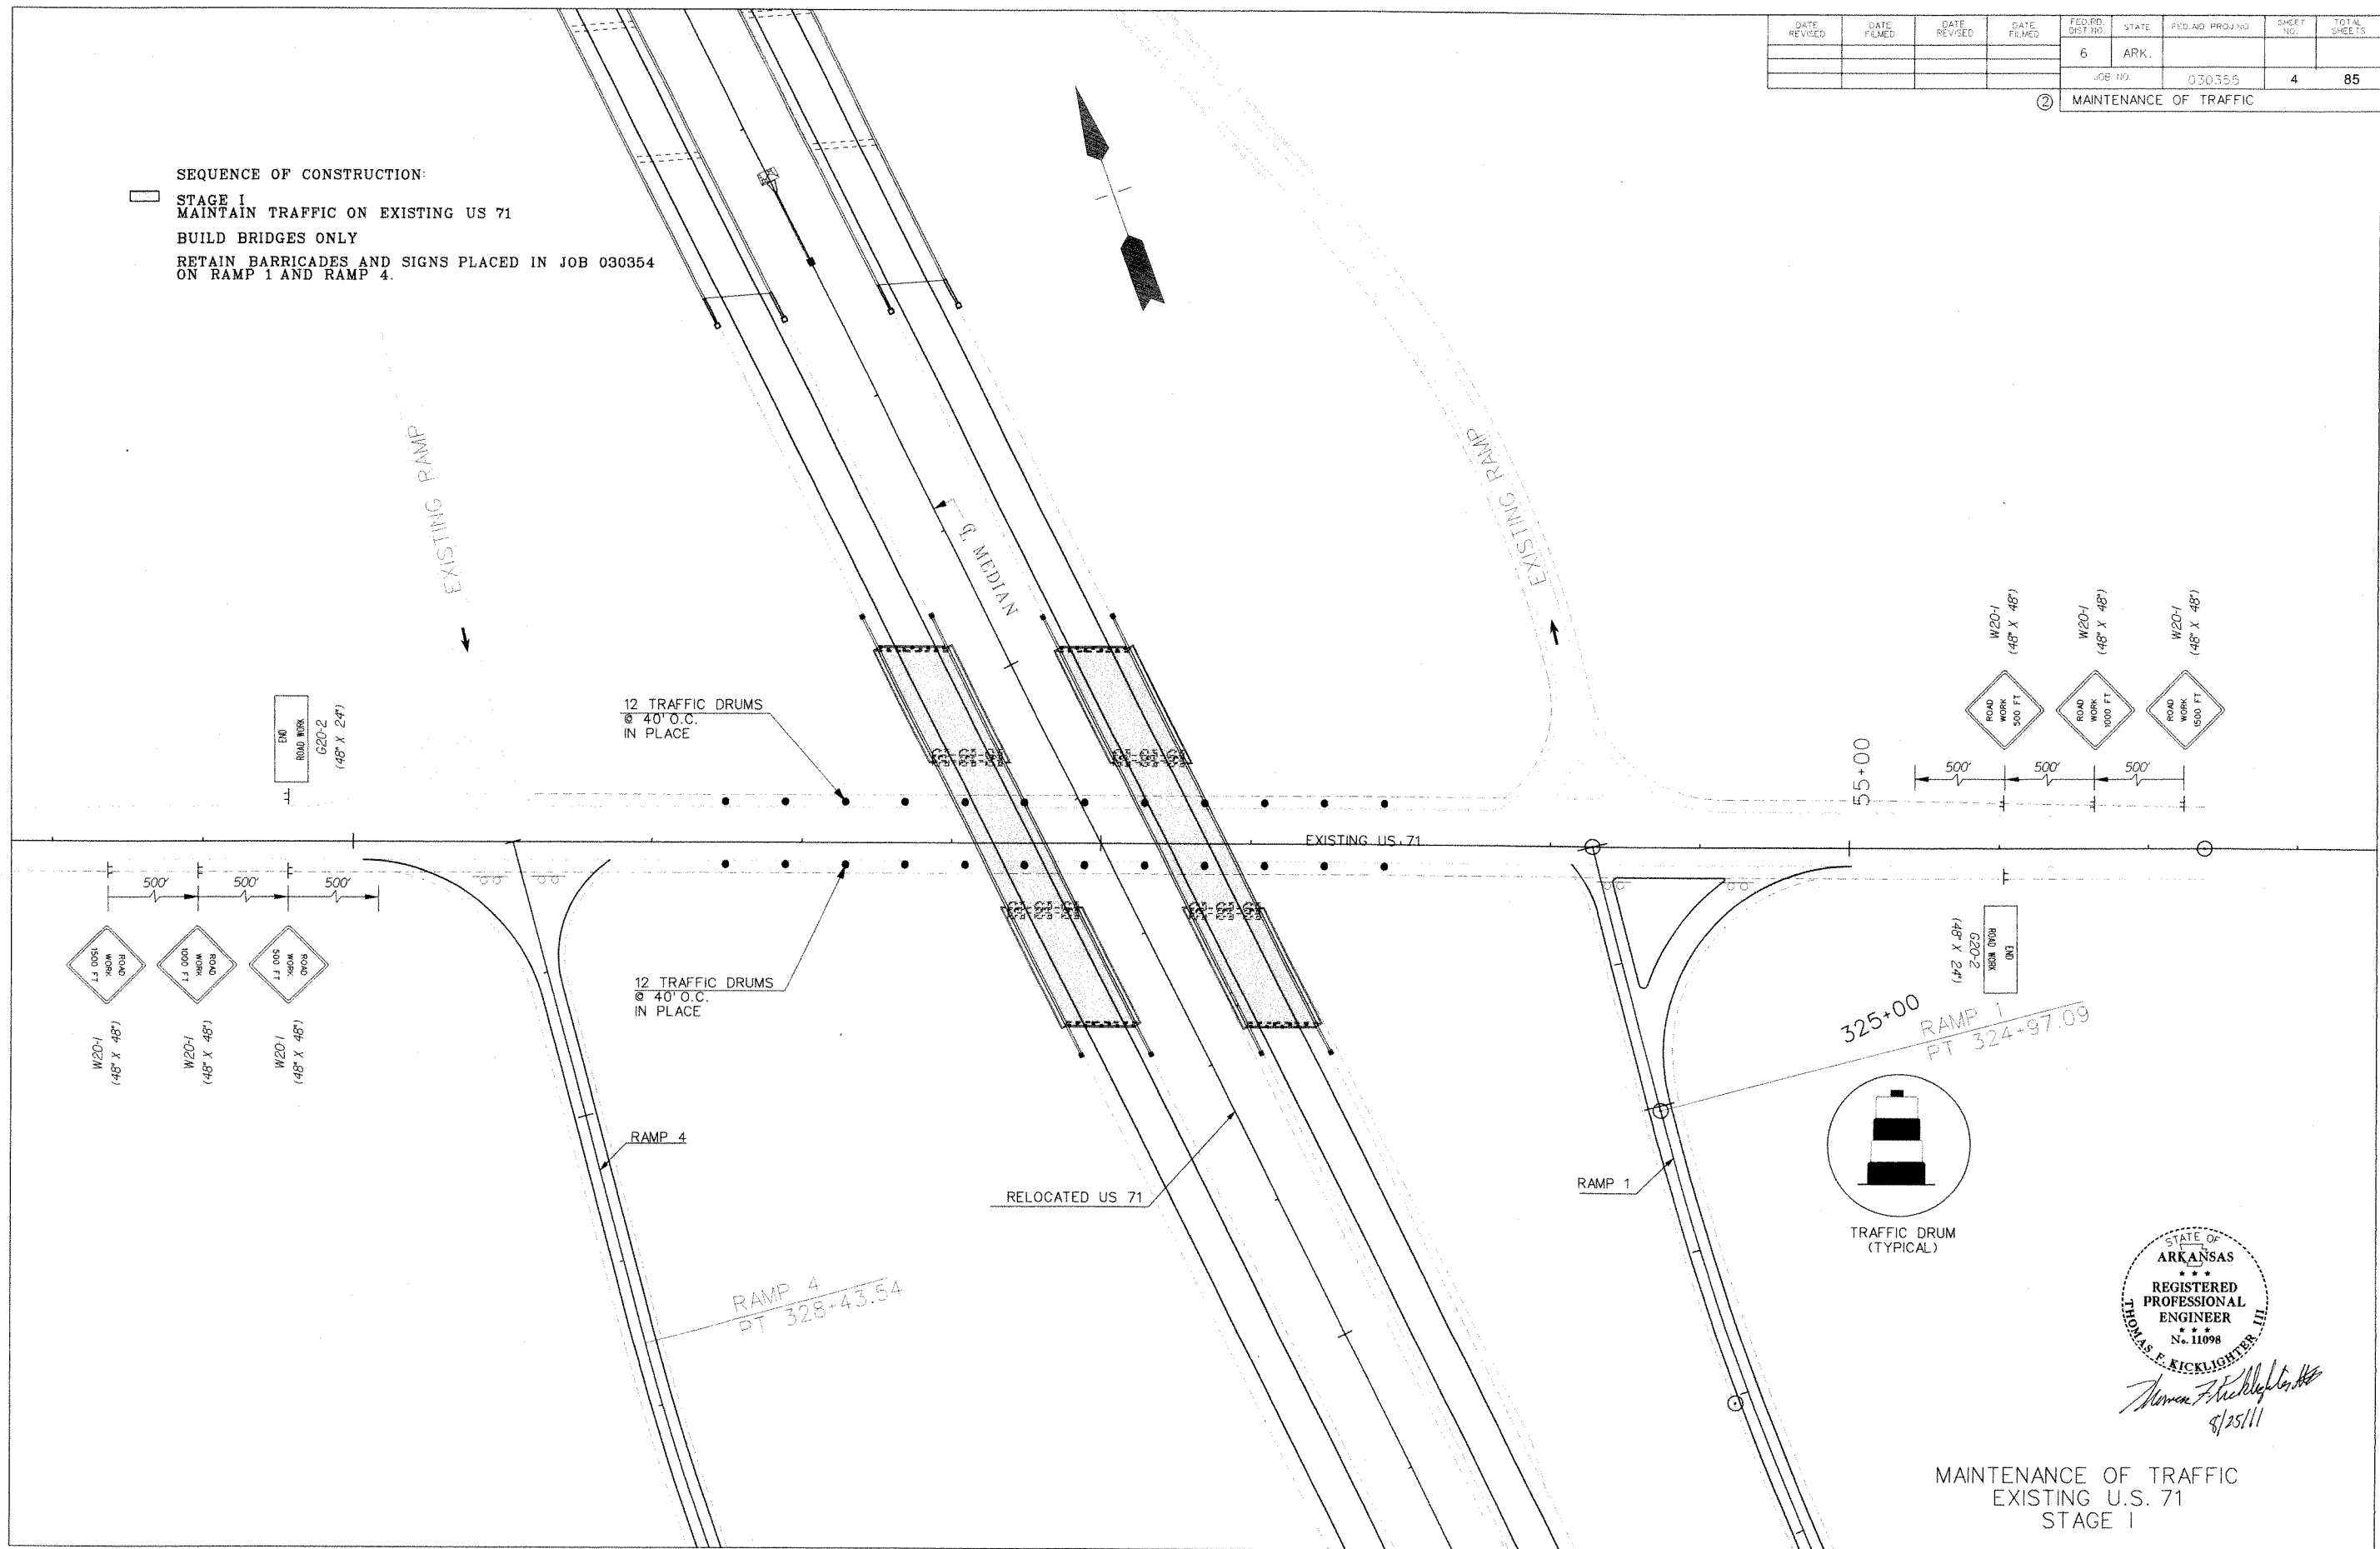 DATE REVISED
DATE FILMED
DATE REVISED
DATE FILMED
FED.RD. DIST.NO.
STATE
FED.AID PROJ.NO.
SHEET NO.
TOTAL SHEETS
6
ARK.
JOB NO.
030355
4
85
② MAINTENANCE OF TRAFFIC
SEQUENCE OF CONSTRUCTION:
STAGE I
MAINTAIN TRAFFIC ON EXISTING US 71
BUILD BRIDGES ONLY
RETAIN BARRICADES AND SIGNS PLACED IN JOB 030354
ON RAMP 1 AND RAMP 4.
EXISTING RAMP
EXISTING RAMP
℄ MEDIAN
12 TRAFFIC DRUMS
@ 40' O.C.
IN PLACE
END
ROAD WORK
G20-2
(48" X 24")
W20-1
(48" X 48")
W20-1
(48" X 48")
W20-1
(48" X 48")
ROAD
WORK
500 FT
ROAD
WORK
1000 FT
ROAD
WORK
1500 FT
500'
500'
500'
55+00
EXISTING US 71
500'
500'
500'
ROAD
WORK
1500 FT
ROAD
WORK
1000 FT
ROAD
WORK
500 FT
W20-1
(48" X 48")
W20-1
(48" X 48")
W20-1
(48" X 48")
12 TRAFFIC DRUMS
@ 40' O.C.
IN PLACE
END
ROAD WORK
G20-2
(48" X 24")
325+00
RAMP 1
PT 324+97.09
RAMP 4
RELOCATED US 71
RAMP 1
TRAFFIC DRUM
(TYPICAL)
RAMP 4
PT 328+43.54
STATE OF
ARKANSAS
★ ★ ★
REGISTERED
PROFESSIONAL
ENGINEER
★ ★ ★
No. 11098
THOMAS F. KICKLIGHTER III
Thomas F. Kicklighter III
8/25/11
MAINTENANCE OF TRAFFIC
EXISTING U.S. 71
STAGE I